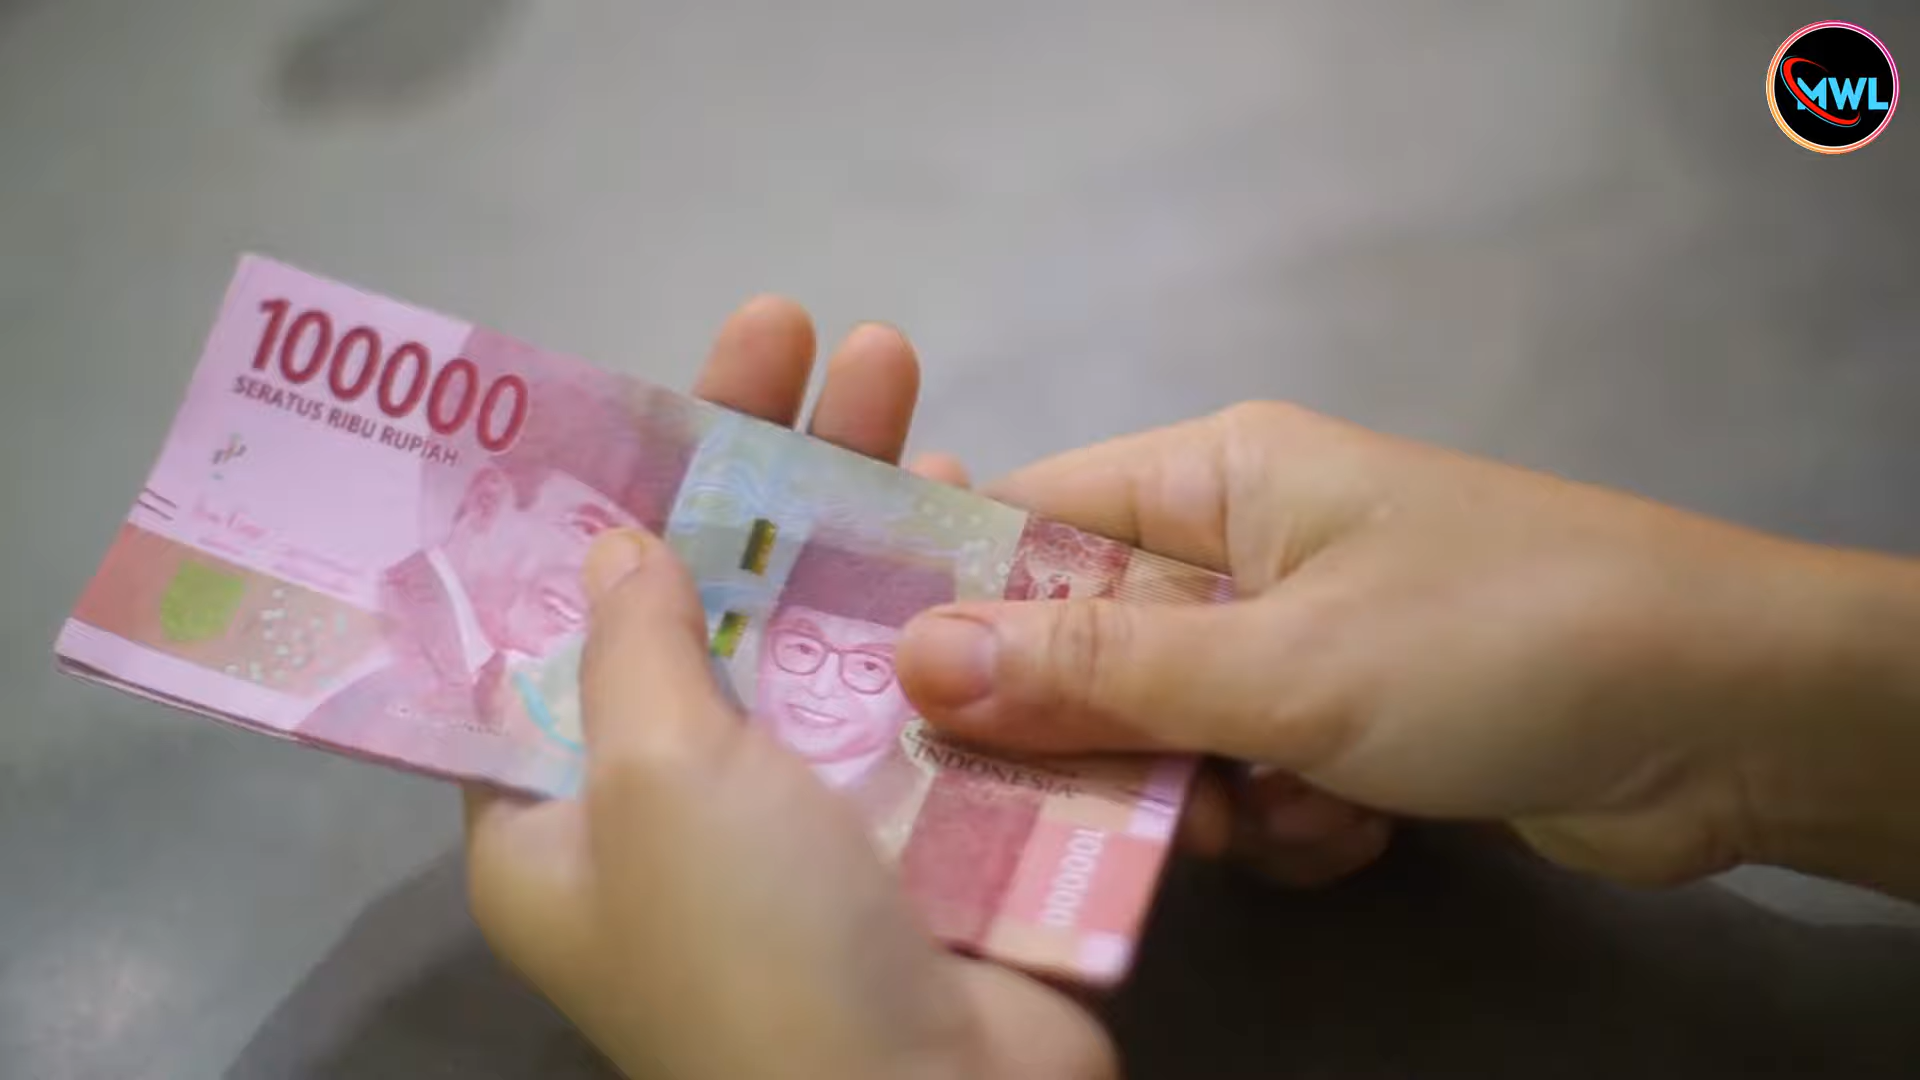 MWL
100000
SERATUS RIBU RUPIAH
INDONESIA
100000